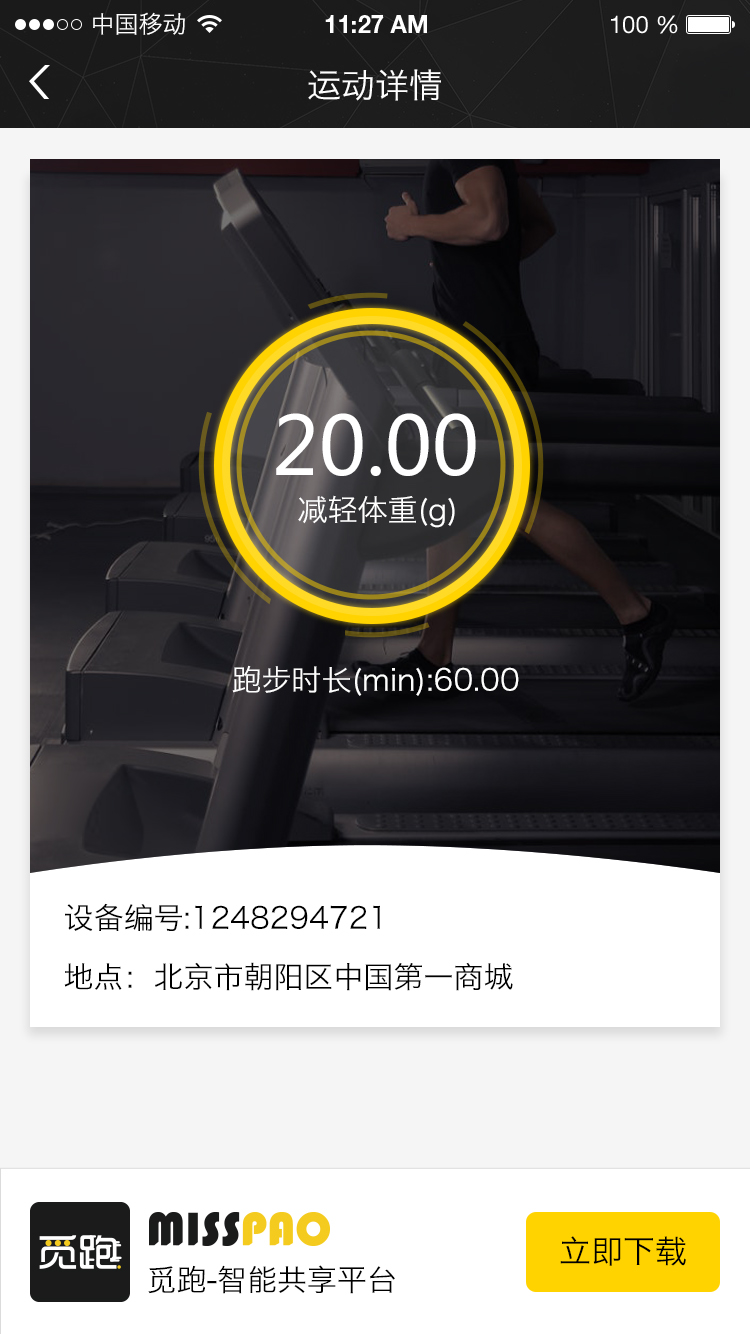 中国移动 11:27 AM 100 %
运动详情
20.00
减轻体重(g)
跑步时长(min):60.00
设备编号:1248294721
地点：北京市朝阳区中国第一商城
觅跑
MISSPAO
觅跑-智能共享平台
立即下载